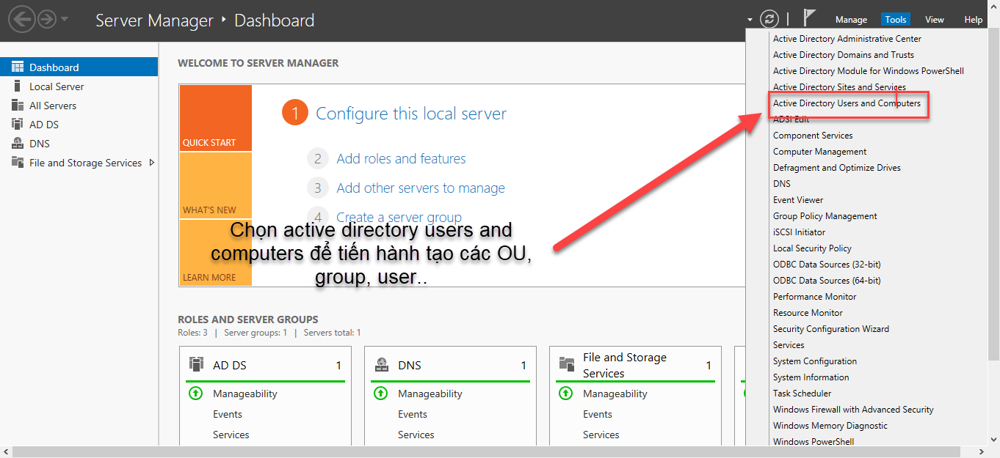 Server Manager ‣ Dashboard
Manage Tools View Help
Dashboard
Local Server
All Servers
AD DS
DNS
File and Storage Services
WELCOME TO SERVER MANAGER
QUICK START
WHAT'S NEW
LEARN MORE
1 Configure this local server
2 Add roles and features
3 Add other servers to manage
4 Create a server group
Chọn active directory users and
computers để tiến hành tạo các OU,
group, user..
ROLES AND SERVER GROUPS
Roles: 3 | Server groups: 1 | Servers total: 1
AD DS 1
Manageability
Events
Services
DNS 1
Manageability
Events
Services
File and Storage
Services 1
Manageability
Events
Services
Active Directory Administrative Center
Active Directory Domains and Trusts
Active Directory Module for Windows PowerShell
Active Directory Sites and Services
Active Directory Users and Computers
ADSI Edit
Component Services
Computer Management
Defragment and Optimize Drives
DNS
Event Viewer
Group Policy Management
iSCSI Initiator
Local Security Policy
ODBC Data Sources (32-bit)
ODBC Data Sources (64-bit)
Performance Monitor
Resource Monitor
Security Configuration Wizard
Services
System Configuration
System Information
Task Scheduler
Windows Firewall with Advanced Security
Windows Memory Diagnostic
Windows PowerShell